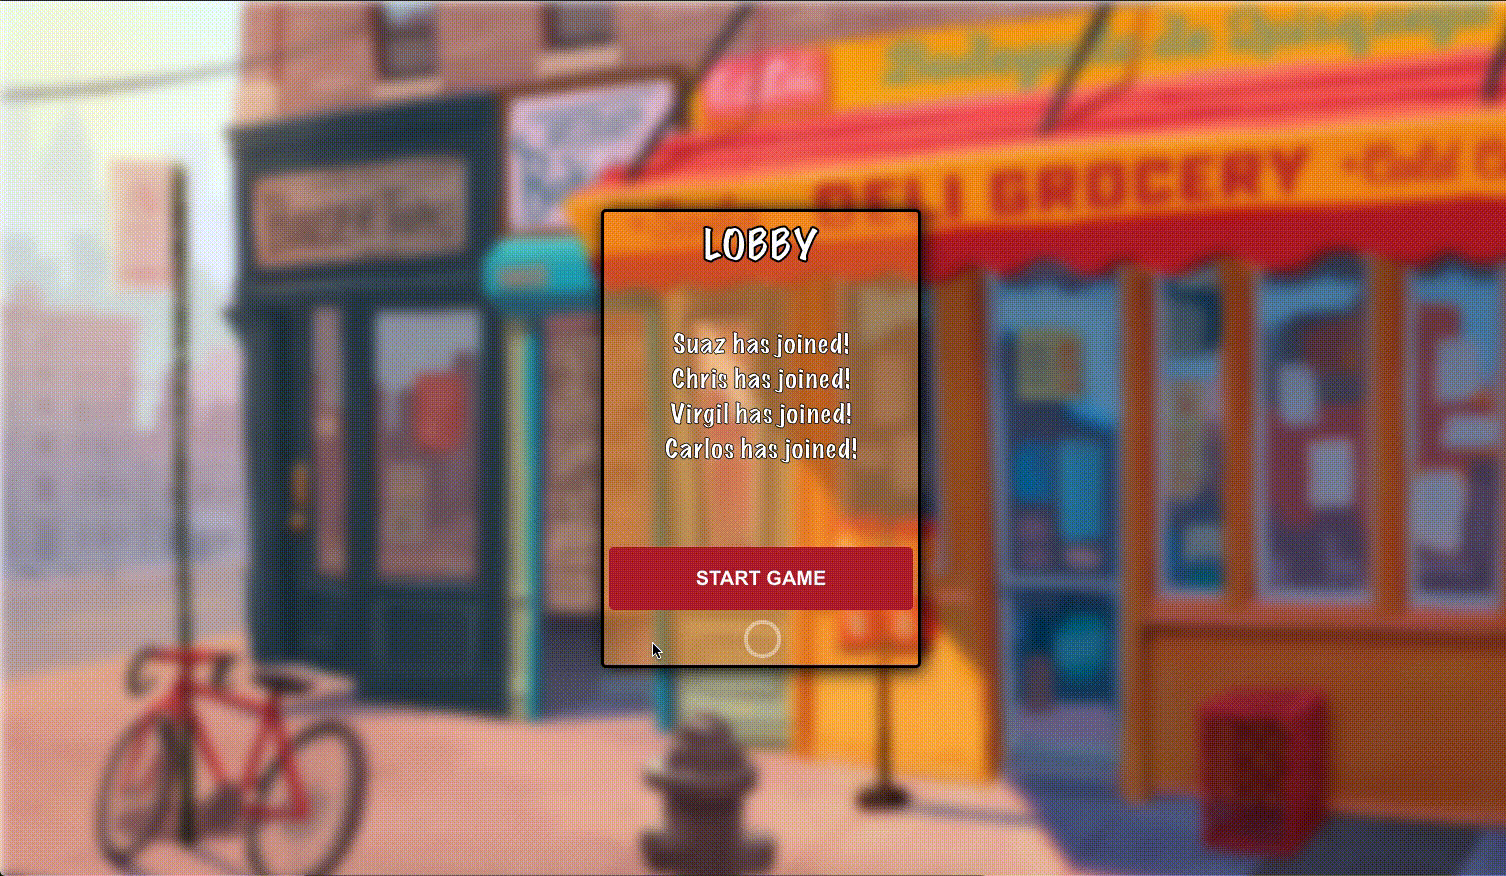 DELI GROCERY
LOBBY
Suaz has joined!
Chris has joined!
Virgil has joined!
Carlos has joined!
START GAME